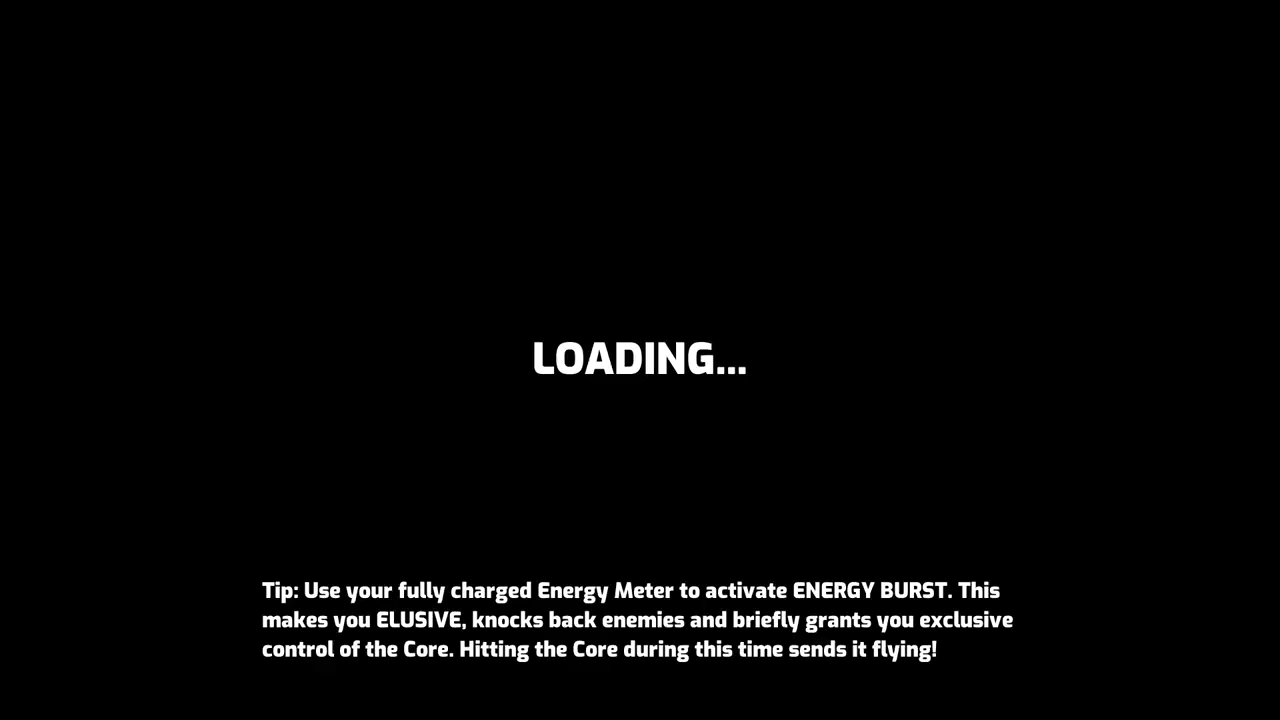 LOADING...
Tip: Use your fully charged Energy Meter to activate ENERGY BURST. This
makes you ELUSIVE, knocks back enemies and briefly grants you exclusive
control of the Core. Hitting the Core during this time sends it flying!